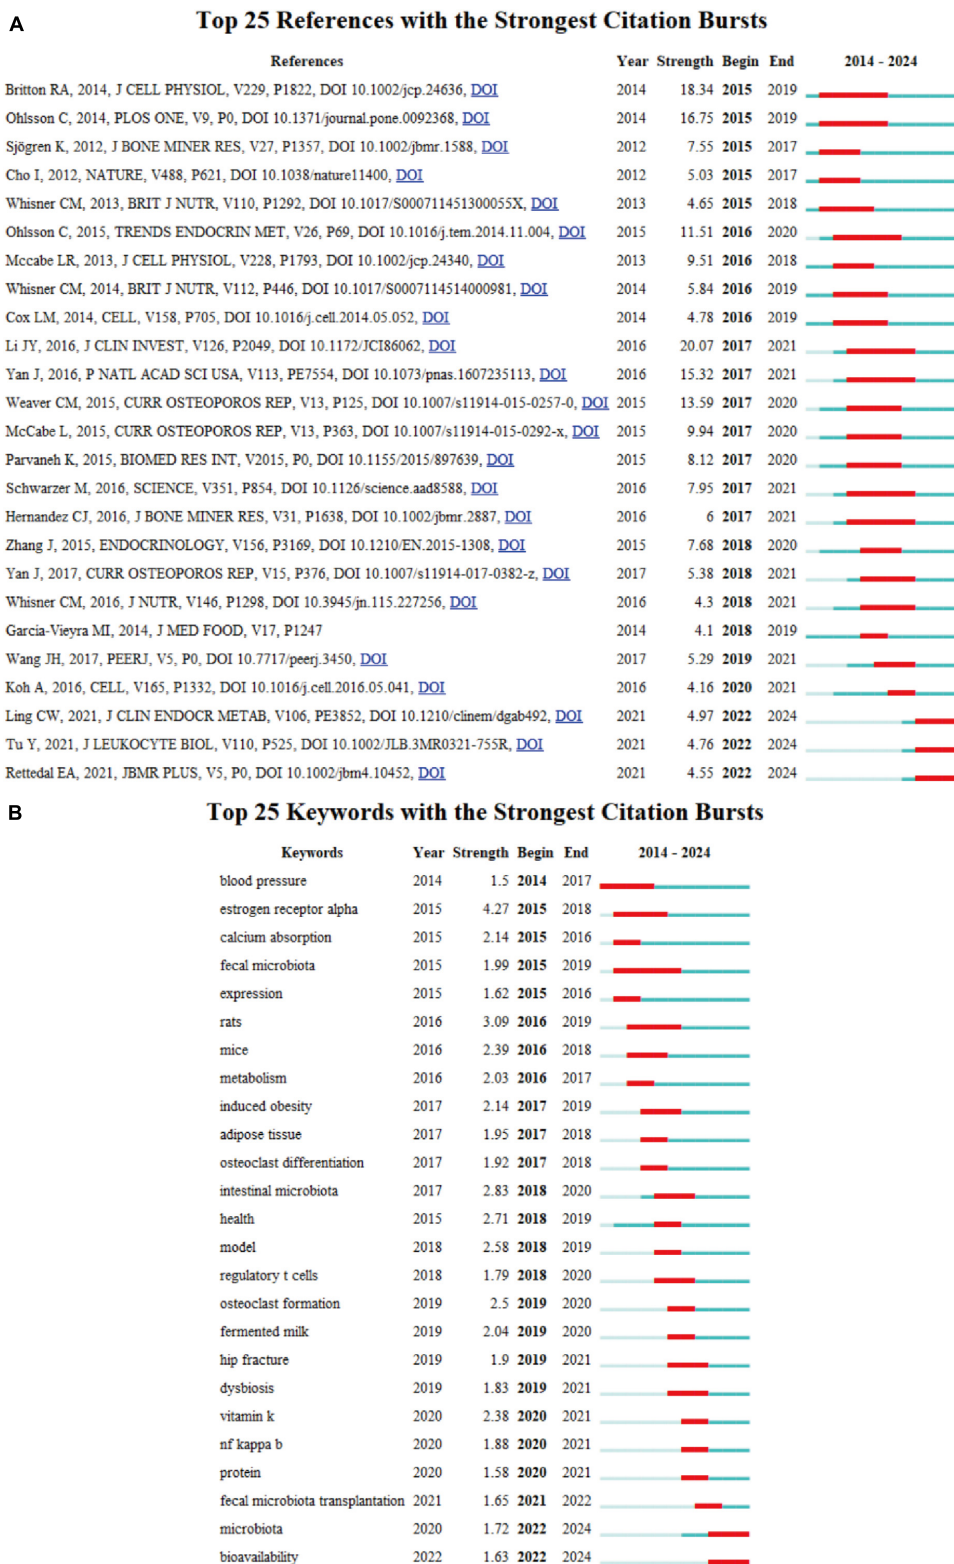 A
Top 25 References with the Strongest Citation Bursts
References Year Strength Begin End 2014 - 2024
Britton RA, 2014, J CELL PHYSIOL, V229, P1822, DOI 10.1002/jcp.24636, DOI 2014 18.34 2015 2019
Ohlsson C, 2014, PLOS ONE, V9, P0, DOI 10.1371/journal.pone.0092368, DOI 2014 16.75 2015 2019
Sjögren K, 2012, J BONE MINER RES, V27, P1357, DOI 10.1002/jbmr.1588, DOI 2012 7.55 2015 2017
Cho I, 2012, NATURE, V488, P621, DOI 10.1038/nature11400, DOI 2012 5.03 2015 2017
Whisner CM, 2013, BRIT J NUTR, V110, P1292, DOI 10.1017/S000711451300055X, DOI 2013 4.65 2015 2018
Ohlsson C, 2015, TRENDS ENDOCRIN MET, V26, P69, DOI 10.1016/j.tem.2014.11.004, DOI 2015 11.51 2016 2020
Mccabe LR, 2013, J CELL PHYSIOL, V228, P1793, DOI 10.1002/jcp.24340, DOI 2013 9.51 2016 2018
Whisner CM, 2014, BRIT J NUTR, V112, P446, DOI 10.1017/S0007114514000981, DOI 2014 5.84 2016 2019
Cox LM, 2014, CELL, V158, P705, DOI 10.1016/j.cell.2014.05.052, DOI 2014 4.78 2016 2019
Li JY, 2016, J CLIN INVEST, V126, P2049, DOI 10.1172/JCI86062, DOI 2016 20.07 2017 2021
Yan J, 2016, P NATL ACAD SCI USA, V113, PE7554, DOI 10.1073/pnas.1607235113, DOI 2016 15.32 2017 2021
Weaver CM, 2015, CURR OSTEOPOROS REP, V13, P125, DOI 10.1007/s11914-015-0257-0, DOI 2015 13.59 2017 2020
McCabe L, 2015, CURR OSTEOPOROS REP, V13, P363, DOI 10.1007/s11914-015-0292-x, DOI 2015 9.94 2017 2020
Parvaneh K, 2015, BIOMED RES INT, V2015, P0, DOI 10.1155/2015/897639, DOI 2015 8.12 2017 2020
Schwarzer M, 2016, SCIENCE, V351, P854, DOI 10.1126/science.aad8588, DOI 2016 7.95 2017 2021
Hernandez CJ, 2016, J BONE MINER RES, V31, P1638, DOI 10.1002/jbmr.2887, DOI 2016 6 2017 2021
Zhang J, 2015, ENDOCRINOLOGY, V156, P3169, DOI 10.1210/EN.2015-1308, DOI 2015 7.68 2018 2020
Yan J, 2017, CURR OSTEOPOROS REP, V15, P376, DOI 10.1007/s11914-017-0382-z, DOI 2017 5.38 2018 2021
Whisner CM, 2016, J NUTR, V146, P1298, DOI 10.3945/jn.115.227256, DOI 2016 4.3 2018 2021
Garcia-Vieyra MI, 2014, J MED FOOD, V17, P1247 2014 4.1 2018 2019
Wang JH, 2017, PEERJ, V5, P0, DOI 10.7717/peerj.3450, DOI 2017 5.29 2019 2021
Koh A, 2016, CELL, V165, P1332, DOI 10.1016/j.cell.2016.05.041, DOI 2016 4.16 2020 2021
Ling CW, 2021, J CLIN ENDOCR METAB, V106, PE3852, DOI 10.1210/clinem/dgab492, DOI 2021 4.97 2022 2024
Tu Y, 2021, J LEUKOCYTE BIOL, V110, P525, DOI 10.1002/JLB.3MR0321-755R, DOI 2021 4.76 2022 2024
Rettedal EA, 2021, JBMR PLUS, V5, P0, DOI 10.1002/jbm4.10452, DOI 2021 4.55 2022 2024
B
Top 25 Keywords with the Strongest Citation Bursts
Keywords Year Strength Begin End 2014 - 2024
blood pressure 2014 1.5 2014 2017
estrogen receptor alpha 2015 4.27 2015 2018
calcium absorption 2015 2.14 2015 2016
fecal microbiota 2015 1.99 2015 2019
expression 2015 1.62 2015 2016
rats 2016 3.09 2016 2019
mice 2016 2.39 2016 2018
metabolism 2016 2.03 2016 2017
induced obesity 2017 2.14 2017 2019
adipose tissue 2017 1.95 2017 2018
osteoclast differentiation 2017 1.92 2017 2018
intestinal microbiota 2017 2.83 2018 2020
health 2015 2.71 2018 2019
model 2018 2.58 2018 2019
regulatory t cells 2018 1.79 2018 2020
osteoclast formation 2019 2.5 2019 2020
fermented milk 2019 2.04 2019 2020
hip fracture 2019 1.9 2019 2021
dysbiosis 2019 1.83 2019 2021
vitamin k 2020 2.38 2020 2021
nf kappa b 2020 1.88 2020 2021
protein 2020 1.58 2020 2021
fecal microbiota transplantation 2021 1.65 2021 2022
microbiota 2020 1.72 2022 2024
bioavailability 2022 1.63 2022 2024